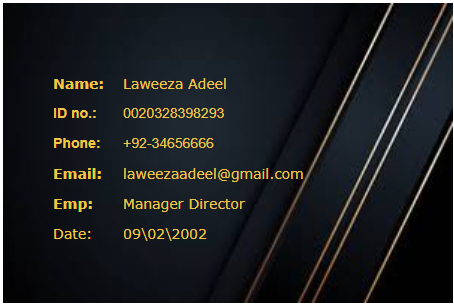 Name: Laweeza Adeel
ID no.: 0020328398293
Phone: +92-34656666
Email: laweezaadeel@gmail.com
Emp: Manager Director
Date: 09\02\2002